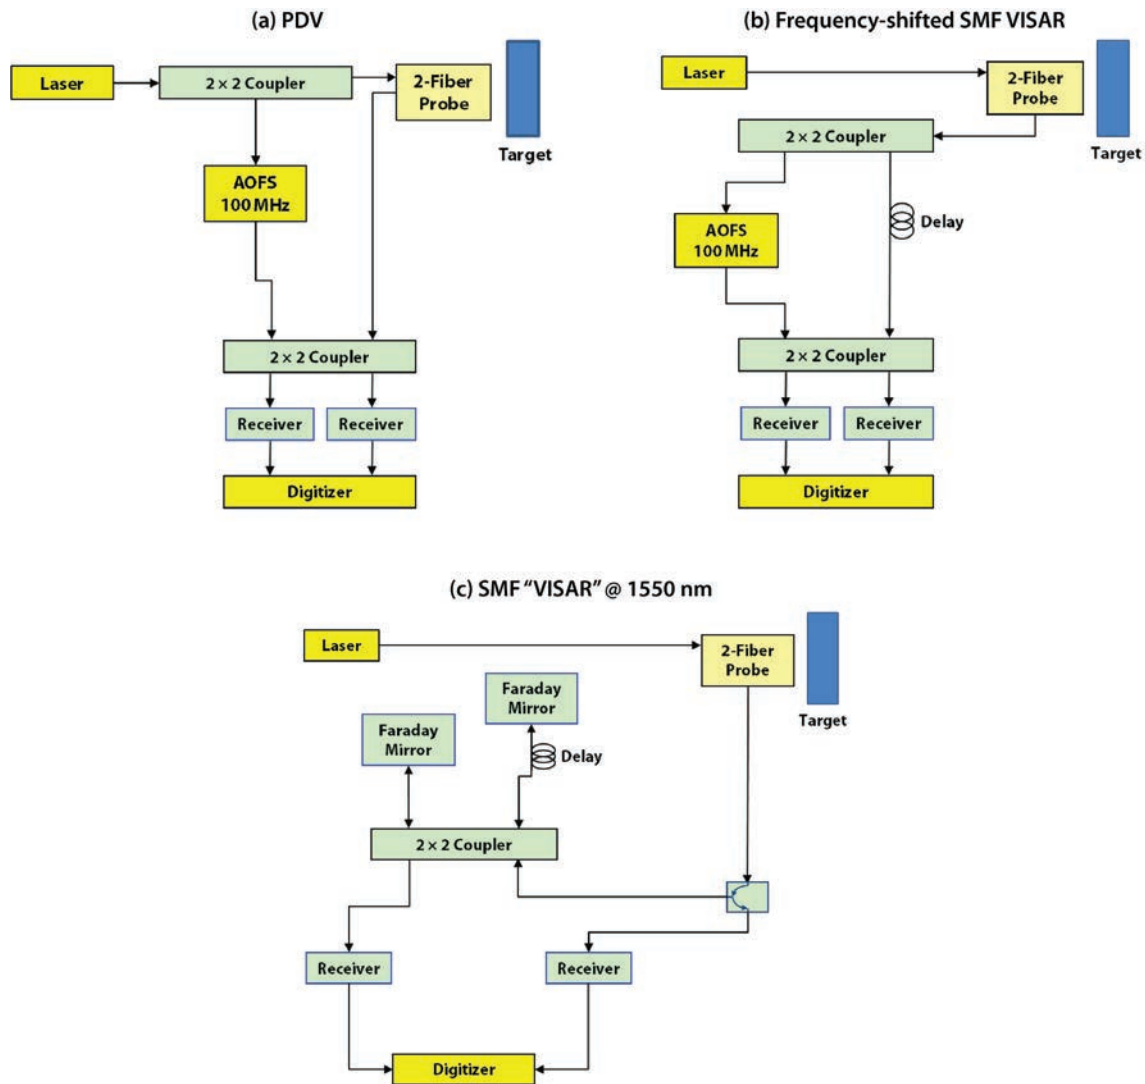 (a) PDV
Laser
2 × 2 Coupler
2-Fiber
Probe
Target
AOFS
100 MHz
2 × 2 Coupler
Receiver
Receiver
Digitizer
(b) Frequency-shifted SMF VISAR
Laser
2-Fiber
Probe
2 × 2 Coupler
Target
AOFS
100 MHz
Delay
2 × 2 Coupler
Receiver
Receiver
Digitizer
(c) SMF “VISAR” @ 1550 nm
Laser
2-Fiber
Probe
Target
Faraday
Mirror
Faraday
Mirror
Delay
2 × 2 Coupler
Receiver
Receiver
Digitizer